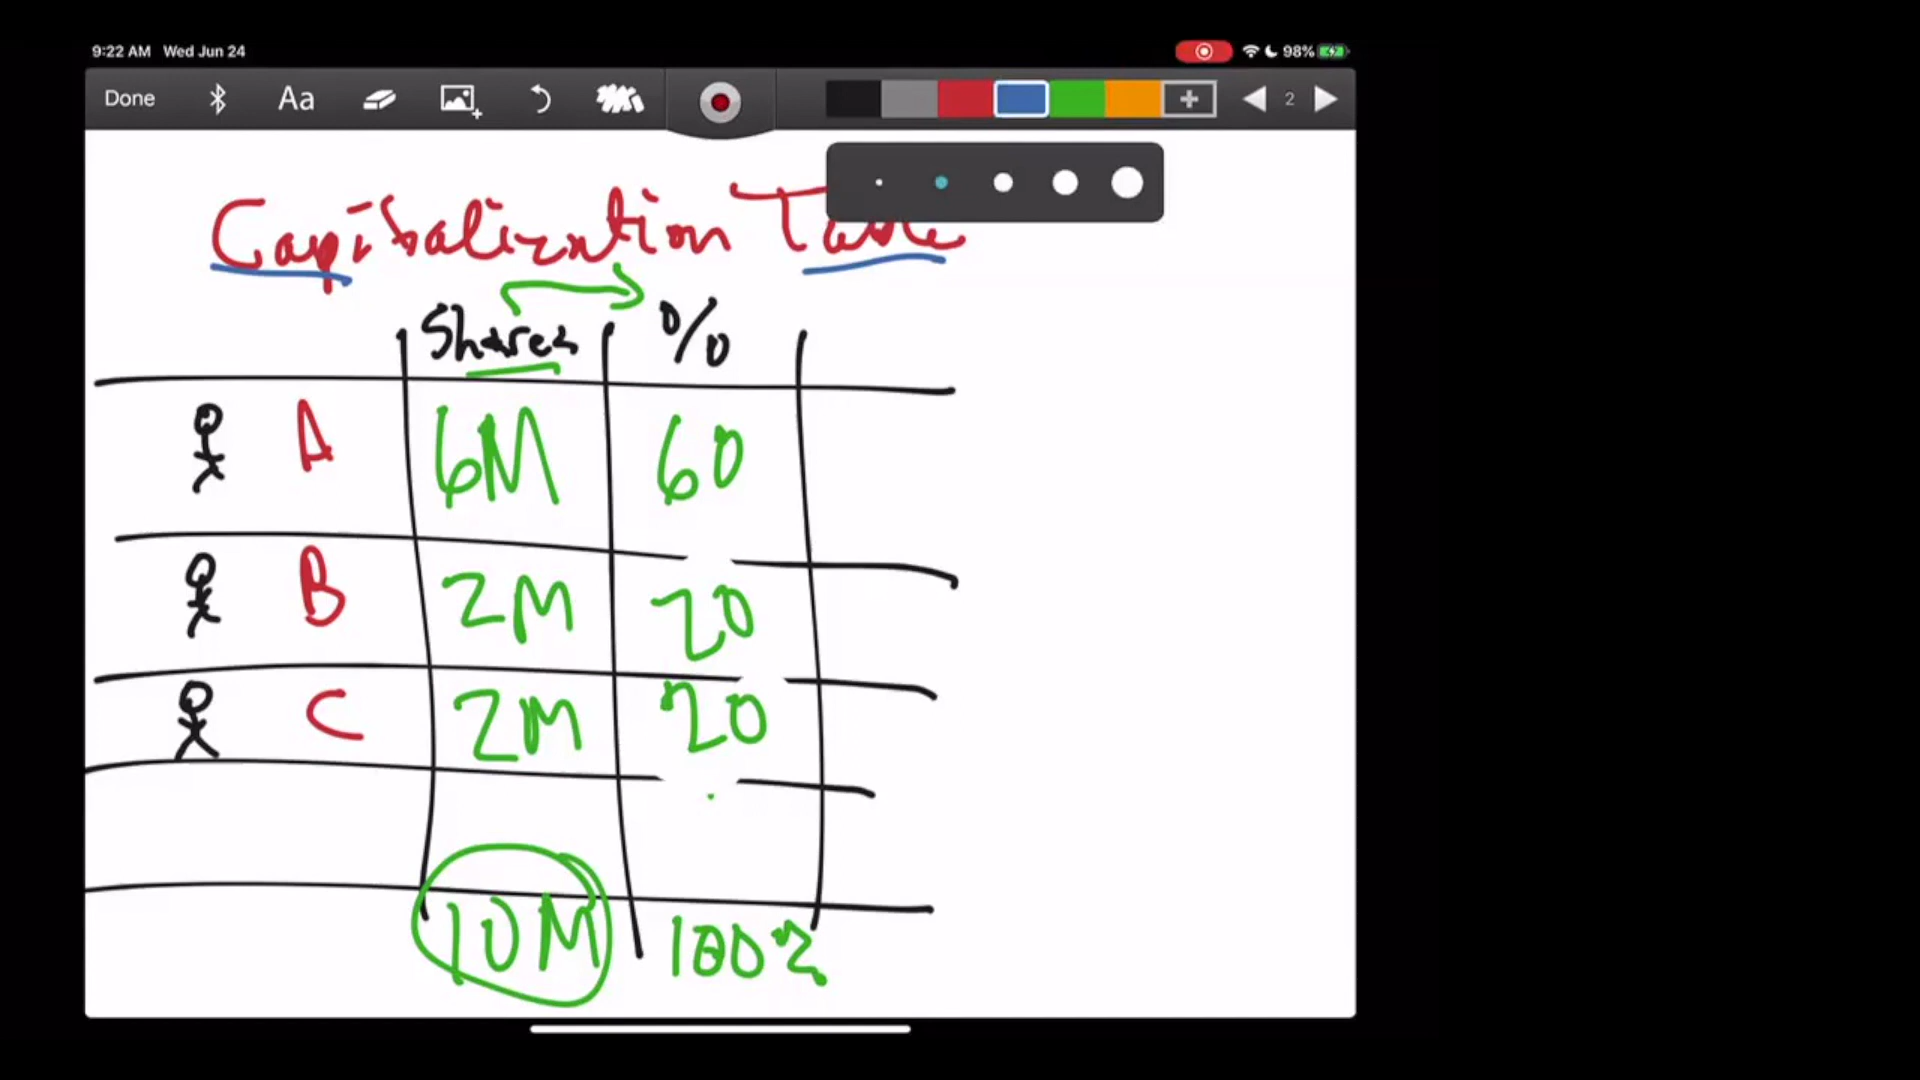 9:22 AM Wed Jun 24 98%
Done Aa 2
Capitalization Table
Shares %
A 6M 60
B 2M 20
C 2M 20
10M 100%